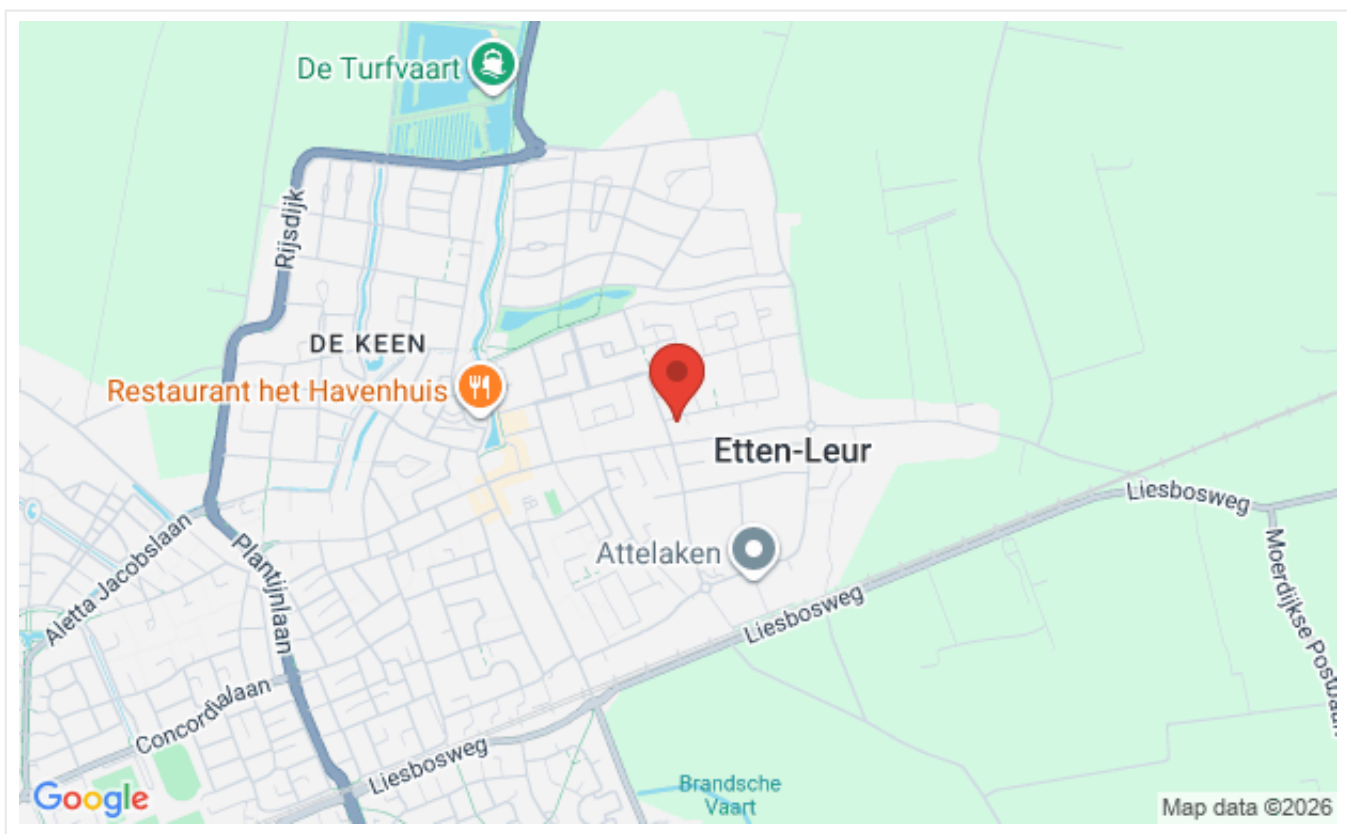 De Turfvaart
Rijsdijk
DE KEEN
Restaurant het Havenhuis
Etten-Leur
Liesbosweg
Attelaken
Moerdijkse Postbaan
Aletta Jacobslaan
Plantijnlaan
Liesbosweg
Concordialaan
Liesbosweg
Brandsche
Vaart
Google
Map data ©2026